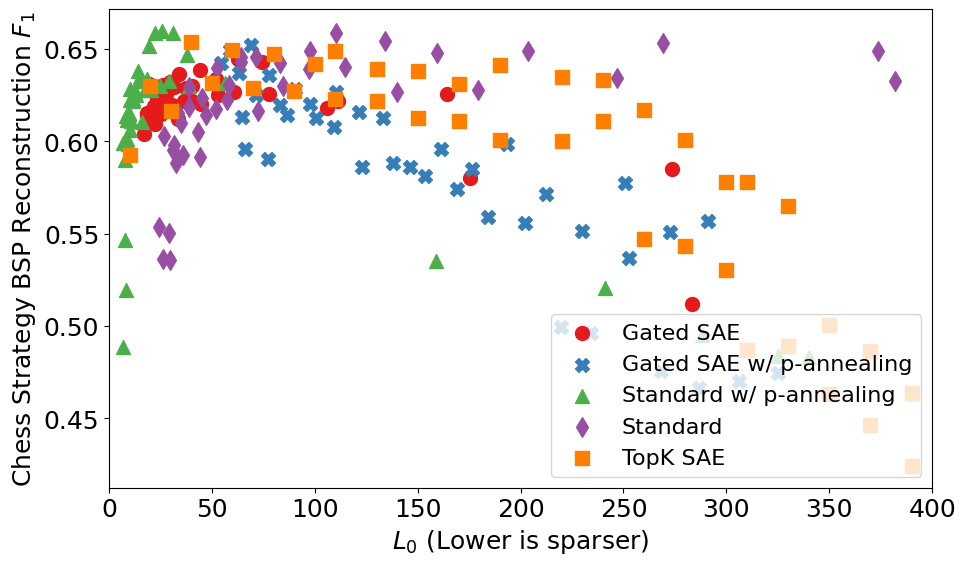 Chess Strategy BSP Reconstruction F₁
0.65
0.60
0.55
0.50
0.45
0 50 100 150 200 250 300 350 400
L₀ (Lower is sparser)
Gated SAE
Gated SAE w/ p-annealing
Standard w/ p-annealing
Standard
TopK SAE